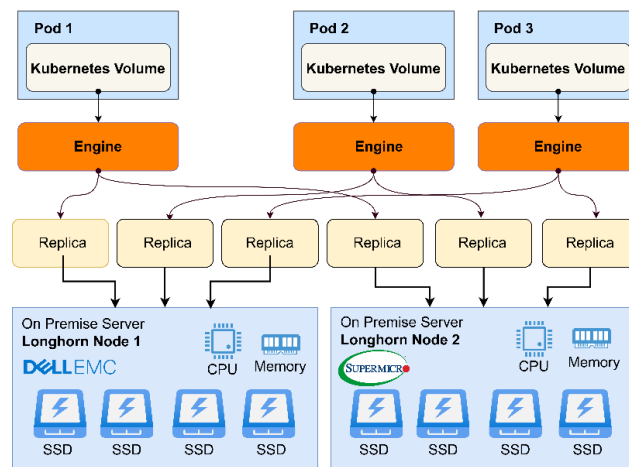 Pod 1
Kubernetes Volume
Pod 2
Kubernetes Volume
Pod 3
Kubernetes Volume
Engine
Engine
Engine
Replica
Replica
Replica
Replica
Replica
Replica
On Premise Server
Longhorn Node 1
DELLEMC
CPU
Memory
SSD
SSD
SSD
SSD
On Premise Server
Longhorn Node 2
SUPERMICRO
CPU
Memory
SSD
SSD
SSD
SSD